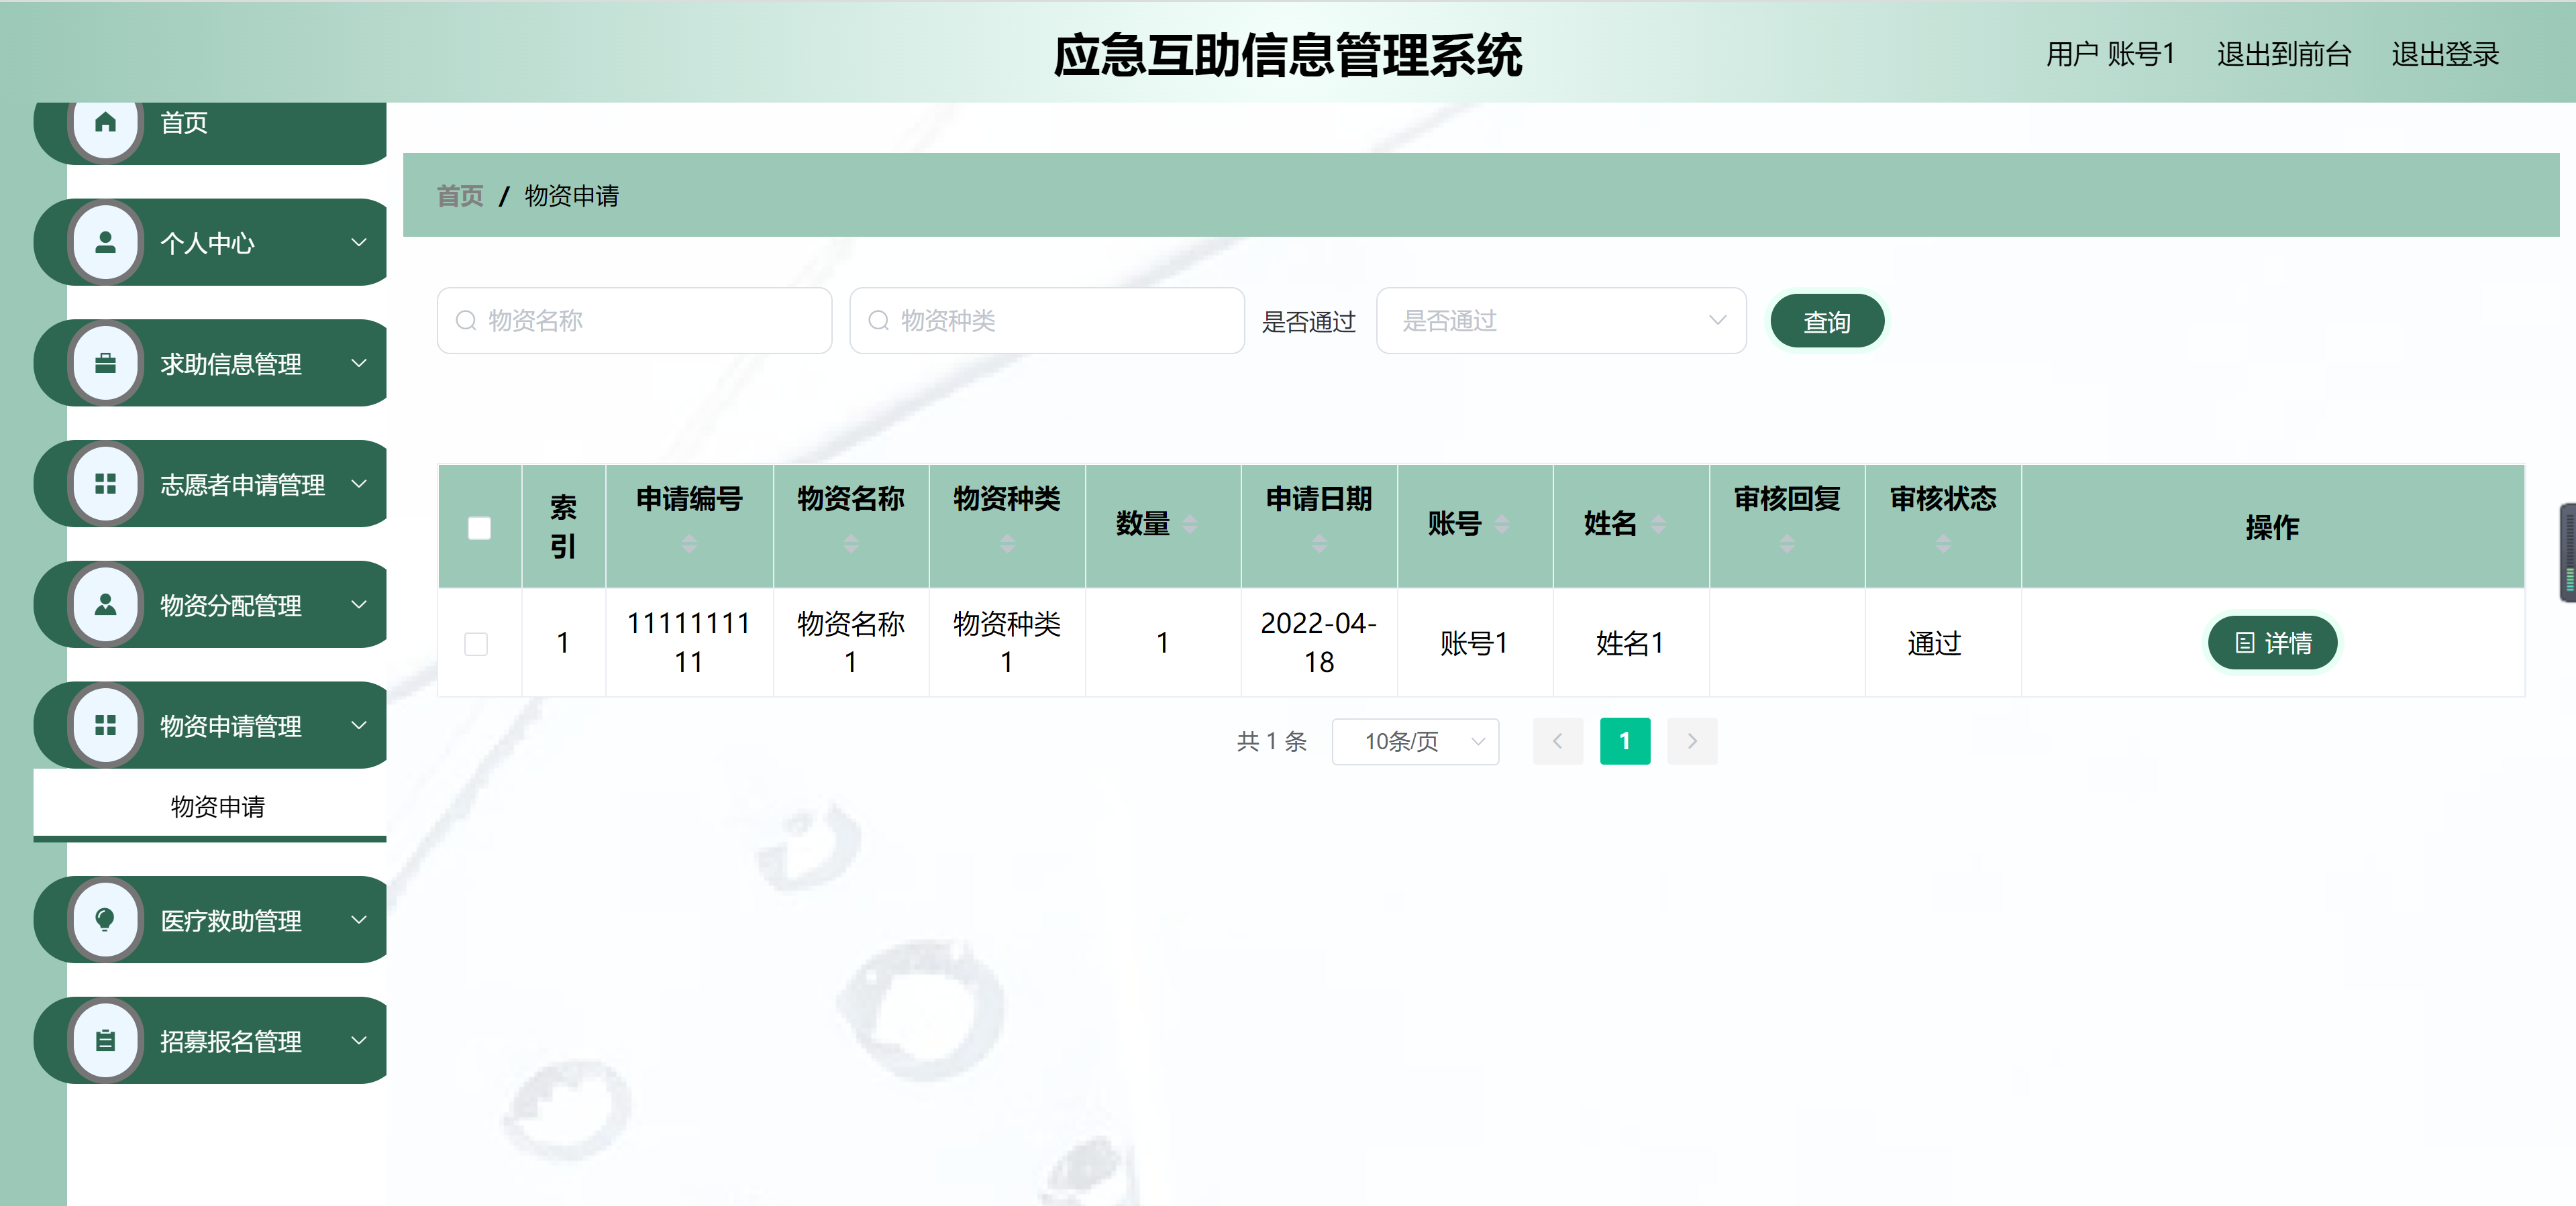 应急互助信息管理系统
用户 账号1 退出到前台 退出登录
首页
个人中心
求助信息管理
志愿者申请管理
物资分配管理
物资申请管理
物资申请
医疗救助管理
招募报名管理
首页 / 物资申请
物资名称 物资种类 是否通过 是否通过 查询
索引 申请编号 物资名称 物资种类 数量 申请日期 账号 姓名 审核回复 审核状态 操作
1 1111111111 物资名称1 物资种类1 1 2022-04-18 账号1 姓名1 通过 详情
共 1 条 10条/页 1